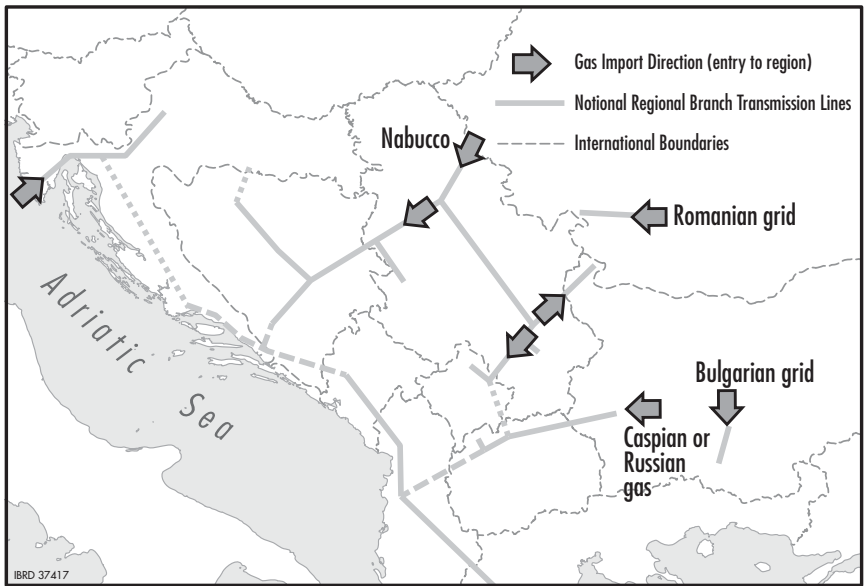 Gas Import Direction (entry to region)
Notional Regional Branch Transmission Lines
International Boundaries
Nabucco
Romanian grid
Bulgarian grid
Caspian or
Russian
gas
Adriatic
Sea
IBRD 37417